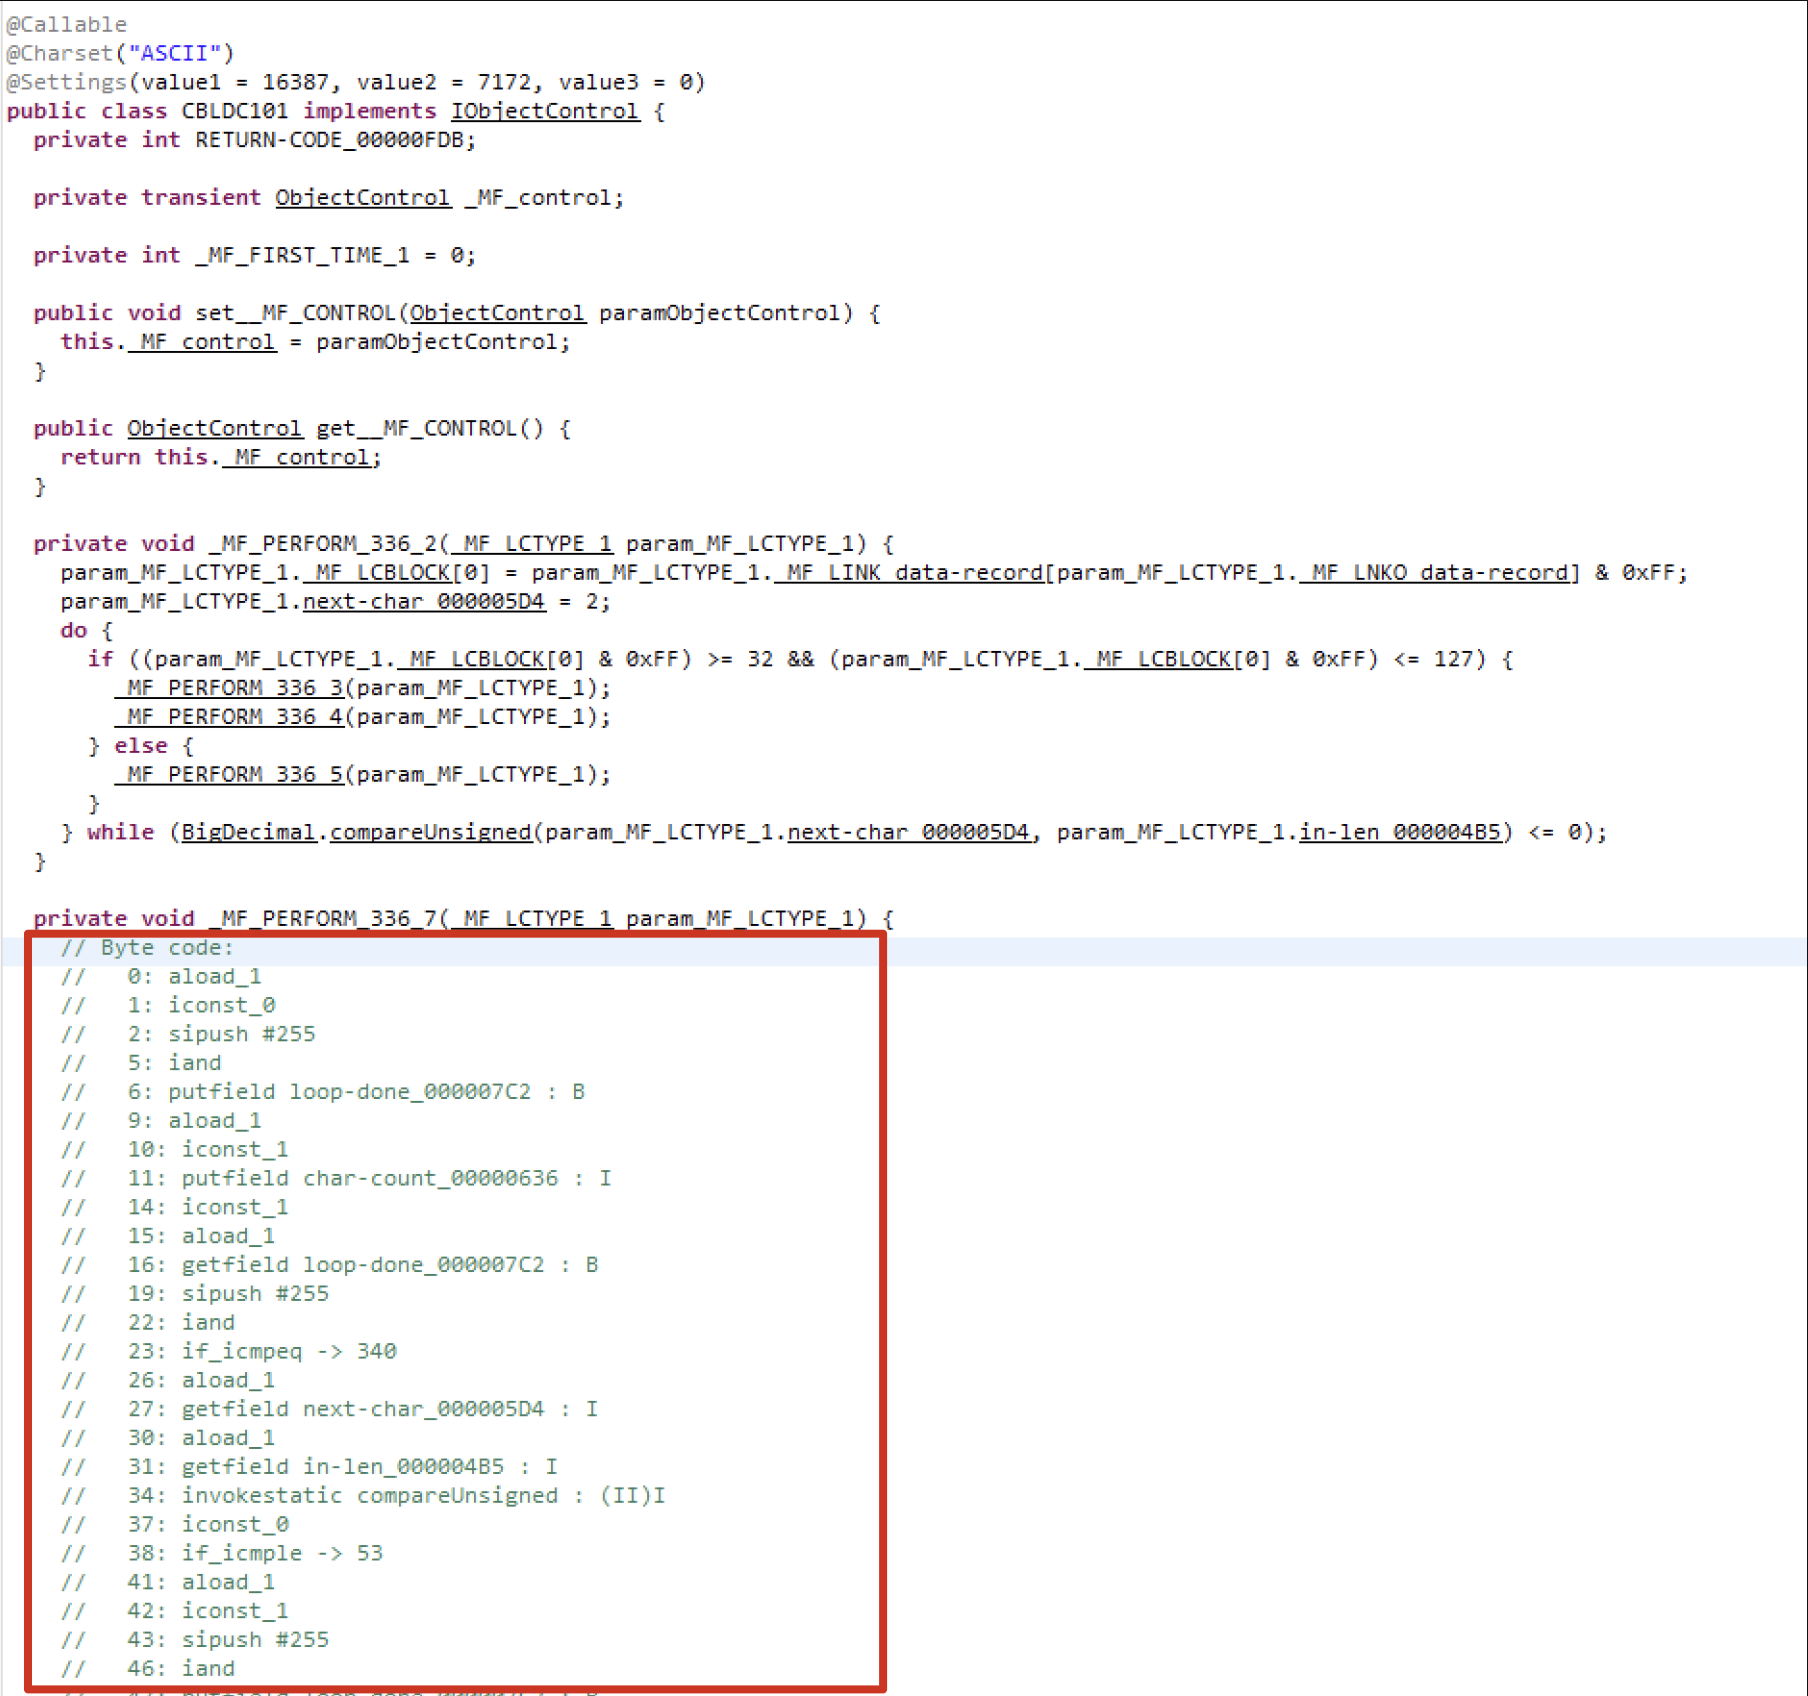 @Callable
@Charset("ASCII")
@Settings(value1 = 16387, value2 = 7172, value3 = 0)
public class CBLDC101 implements IObjectControl {
  private int RETURN-CODE_00000FDB;

  private transient ObjectControl _MF_control;

  private int _MF_FIRST_TIME_1 = 0;

  public void set__MF_CONTROL(ObjectControl paramObjectControl) {
    this._MF_control = paramObjectControl;
  }

  public ObjectControl get__MF_CONTROL() {
    return this._MF_control;
  }

  private void _MF_PERFORM_336_2(_MF_LCTYPE_1 param_MF_LCTYPE_1) {
    param_MF_LCTYPE_1._MF_LCBLOCK[0] = param_MF_LCTYPE_1._MF_LINK_data-record[param_MF_LCTYPE_1._MF_LNKO_data-record] & 0xFF;
    param_MF_LCTYPE_1.next-char_000005D4 = 2;
    do {
      if ((param_MF_LCTYPE_1._MF_LCBLOCK[0] & 0xFF) >= 32 && (param_MF_LCTYPE_1._MF_LCBLOCK[0] & 0xFF) <= 127) {
        _MF_PERFORM_336_3(param_MF_LCTYPE_1);
        _MF_PERFORM_336_4(param_MF_LCTYPE_1);
      } else {
        _MF_PERFORM_336_5(param_MF_LCTYPE_1);
      }
    } while (BigDecimal.compareUnsigned(param_MF_LCTYPE_1.next-char_000005D4, param_MF_LCTYPE_1.in-len_000004B5) <= 0);
  }

  private void _MF_PERFORM_336_7(_MF_LCTYPE_1 param_MF_LCTYPE_1) {
    // Byte code:
    //   0: aload_1
    //   1: iconst_0
    //   2: sipush #255
    //   5: iand
    //   6: putfield loop-done_000007C2 : B
    //   9: aload_1
    //   10: iconst_1
    //   11: putfield char-count_00000636 : I
    //   14: iconst_1
    //   15: aload_1
    //   16: getfield loop-done_000007C2 : B
    //   19: sipush #255
    //   22: iand
    //   23: if_icmpeq -> 340
    //   26: aload_1
    //   27: getfield next-char_000005D4 : I
    //   30: aload_1
    //   31: getfield in-len_000004B5 : I
    //   34: invokestatic compareUnsigned : (II)I
    //   37: iconst_0
    //   38: if_icmple -> 53
    //   41: aload_1
    //   42: iconst_1
    //   43: sipush #255
    //   46: iand